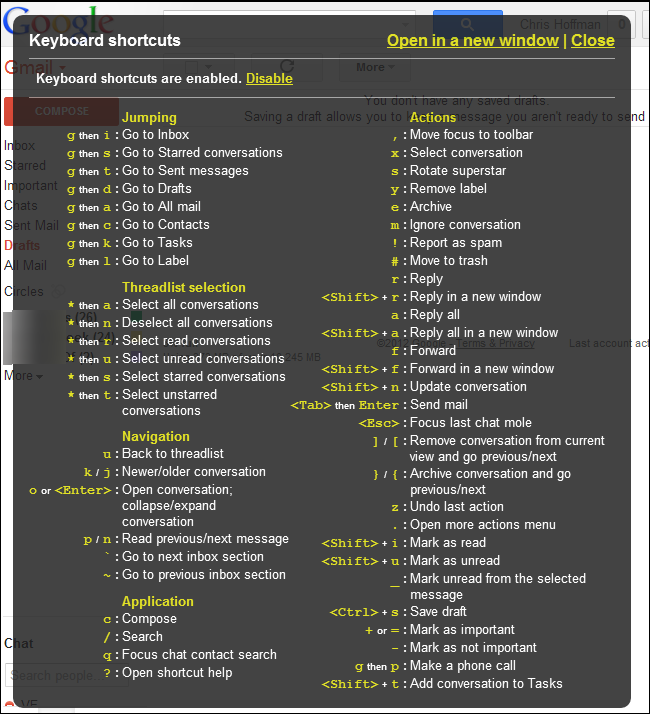 Google
Chris Hoffman
0
Keyboard shortcuts
Open in a new window | Close
Gmail
More
Keyboard shortcuts are enabled. Disable
COMPOSE
You don't have any saved drafts.
Saving a draft allows you to message you aren't ready to send
Inbox
Starred
Important
Chats
Sent Mail
Drafts
All Mail
Circles
(26)
(24)
More
Jumping
g then i : Go to Inbox
g then s : Go to Starred conversations
g then t : Go to Sent messages
g then d : Go to Drafts
g then a : Go to All mail
g then c : Go to Contacts
g then k : Go to Tasks
g then l : Go to Label
Threadlist selection
* then a : Select all conversations
* then n : Deselect all conversations
* then r : Select read conversations
* then u : Select unread conversations
* then s : Select starred conversations
* then t : Select unstarred
conversations
Navigation
u : Back to threadlist
k / j : Newer/older conversation
o or <Enter> : Open conversation;
collapse/expand
conversation
p / n : Read previous/next message
` : Go to next inbox section
~ : Go to previous inbox section
Application
c : Compose
/ : Search
q : Focus chat contact search
? : Open shortcut help
Actions
, : Move focus to toolbar
x : Select conversation
s : Rotate superstar
y : Remove label
e : Archive
m : Ignore conversation
! : Report as spam
# : Move to trash
r : Reply
<Shift> + r : Reply in a new window
a : Reply all
<Shift> + a : Reply all in a new window
f : Forward
<Shift> + f : Forward in a new window
<Shift> + n : Update conversation
<Tab> then Enter : Send mail
<Esc> : Focus last chat mole
] / [ : Remove conversation from current
view and go previous/next
} / { : Archive conversation and go
previous/next
z : Undo last action
. : Open more actions menu
<Shift> + i : Mark as read
<Shift> + u : Mark as unread
_ : Mark unread from the selected
message
<Ctrl> + s : Save draft
+ or = : Mark as important
- : Mark as not important
g then p : Make a phone call
<Shift> + t : Add conversation to Tasks
245 MB
©2012 Google - Terms & Privacy
Last account act
Chat
Search people...